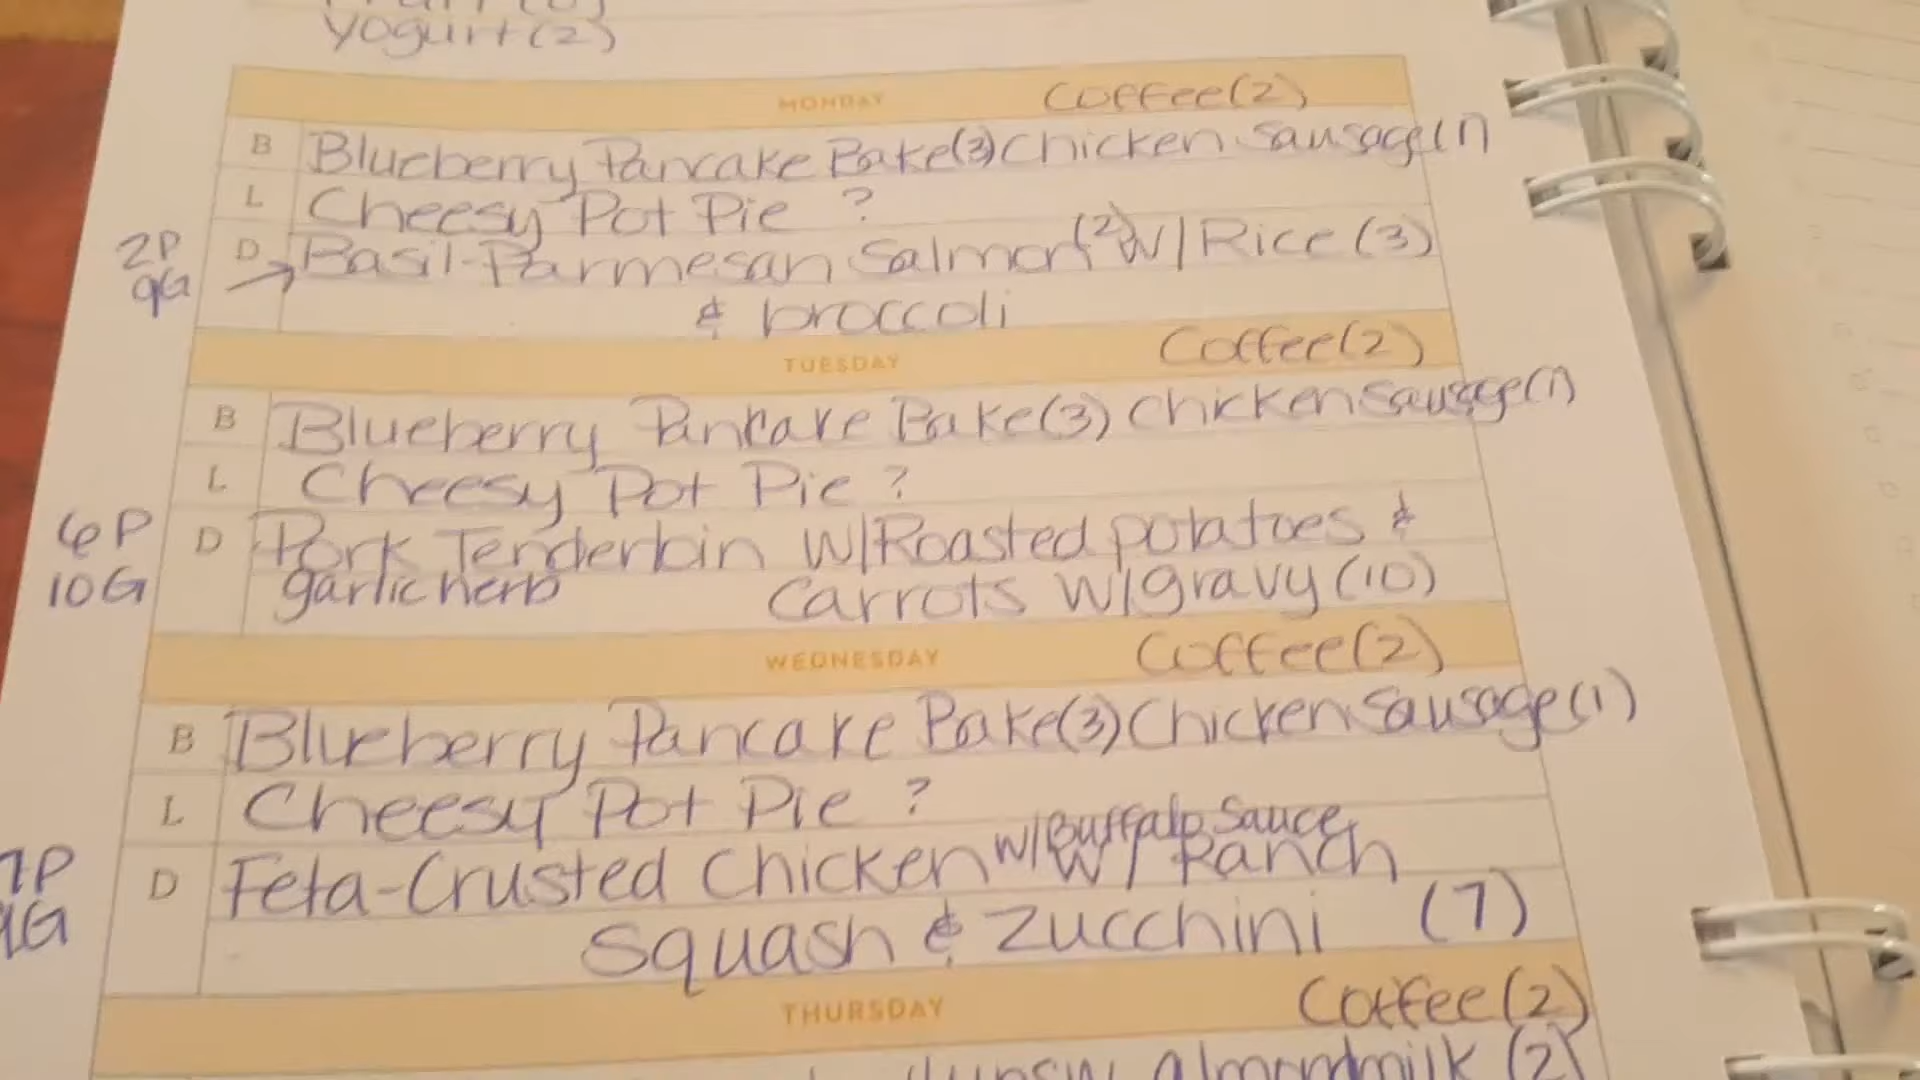 Yogurt(2)
MONDAY Coffee(2)
B Blueberry Pancake Bake(3) Chicken Sausage(1)
L Cheesy Pot Pie ?
2P
9G
D Basil-Parmesan Salmon(2) W/Rice (3)
& broccoli
TUESDAY Coffee(2)
B Blueberry Pancake Bake(3) Chicken Sausage(1)
L Cheesy Pot Pie ?
6P
10G
D Pork Tenderloin W/Roasted potatoes &
garlic herb Carrots W/gravy (10)
WEDNESDAY Coffee(2)
B Blueberry Pancake Bake(3) Chicken Sausage(1)
L Cheesy Pot Pie ?
7P
D Feta-Crusted Chicken W/Buffalo Sauce
W/ Ranch
Squash & Zucchini (7)
THURSDAY Coffee(2)
almondmilk (2)